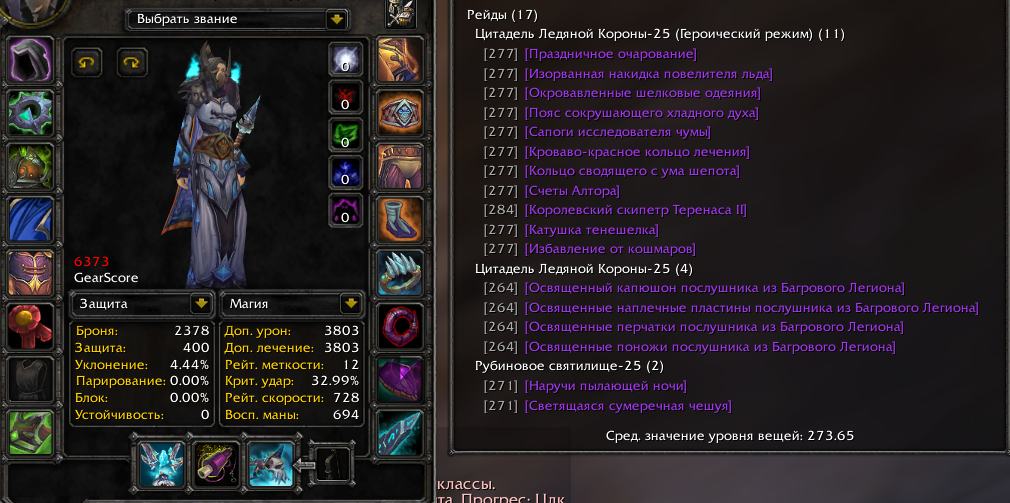 Выбрать звание
0
0
0
0
0
6373
GearScore
Защита
Магия
Броня: 2378
Защита: 400
Уклонение: 4.44%
Парирование: 0.00%
Блок: 0.00%
Устойчивость: 0
Доп. урон: 3803
Доп. лечение: 3803
Рейт. меткости: 12
Крит. удар: 32.99%
Рейт. скорости: 728
Восп. маны: 694
Рейды (17)
Цитадель Ледяной Короны-25 (Героический режим) (11)
[277] [Праздничное очарование]
[277] [Изорванная накидка повелителя льда]
[277] [Окровавленные шелковые одеяния]
[277] [Пояс сокрушающего хладного духа]
[277] [Сапоги исследователя чумы]
[277] [Кроваво-красное кольцо лечения]
[277] [Кольцо сводящего с ума шепота]
[277] [Счеты Алтора]
[284] [Королевский скипетр Теренаса II]
[277] [Катушка тенешелка]
[277] [Избавление от кошмаров]
Цитадель Ледяной Короны-25 (4)
[264] [Освященный капюшон послушника из Багрового Легиона]
[264] [Освященные наплечные пластины послушника из Багрового Легиона]
[264] [Освященные перчатки послушника из Багрового Легиона]
[264] [Освященные поножи послушника из Багрового Легиона]
Рубиновое святилище-25 (2)
[271] [Наручи пылающей ночи]
[271] [Светящаяся сумеречная чешуя]
Сред. значение уровня вещей: 273.65
классы.
та. Прогрес: Цлк